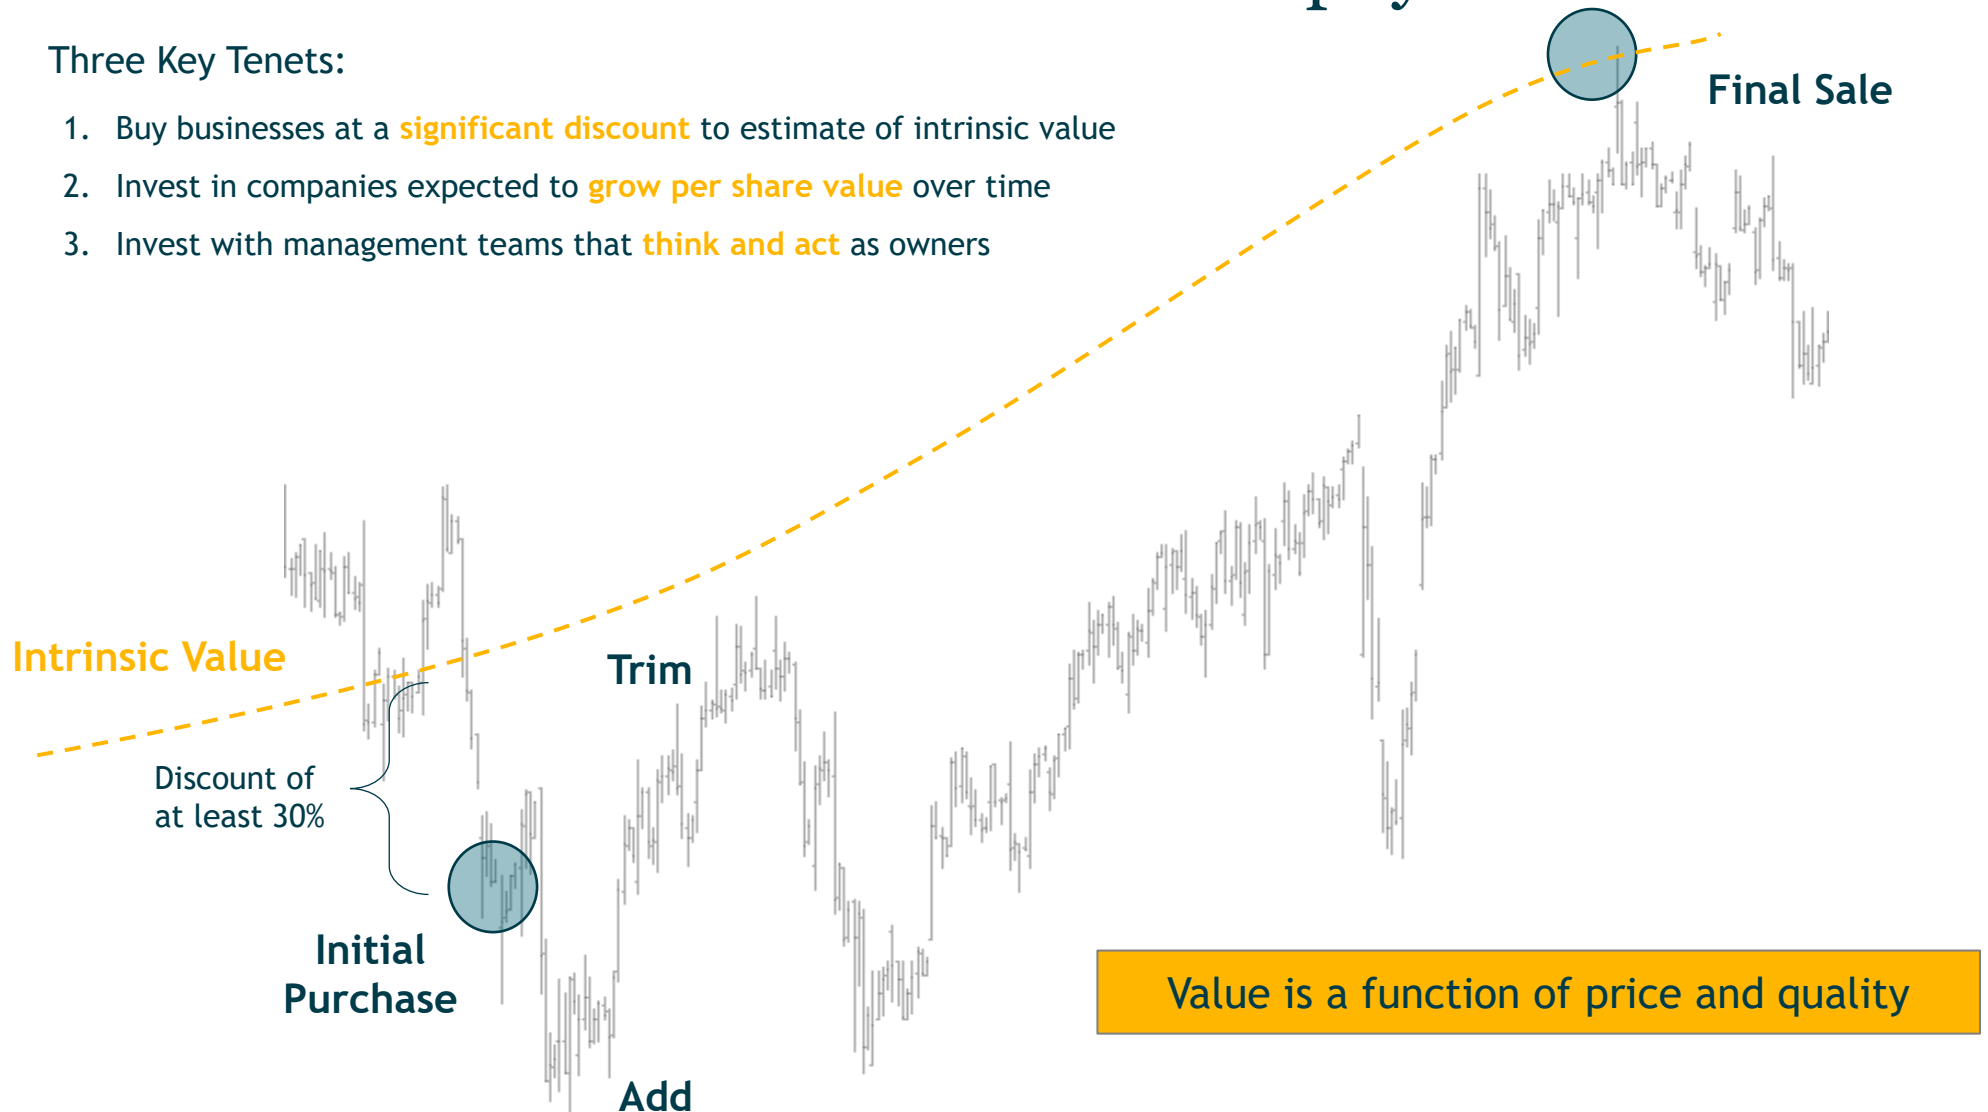 Three Key Tenets:
1. Buy businesses at a significant discount to estimate of intrinsic value
2. Invest in companies expected to grow per share value over time
3. Invest with management teams that think and act as owners
Final Sale
Intrinsic Value
Trim
Discount of
at least 30%
Initial
Purchase
Value is a function of price and quality
Add